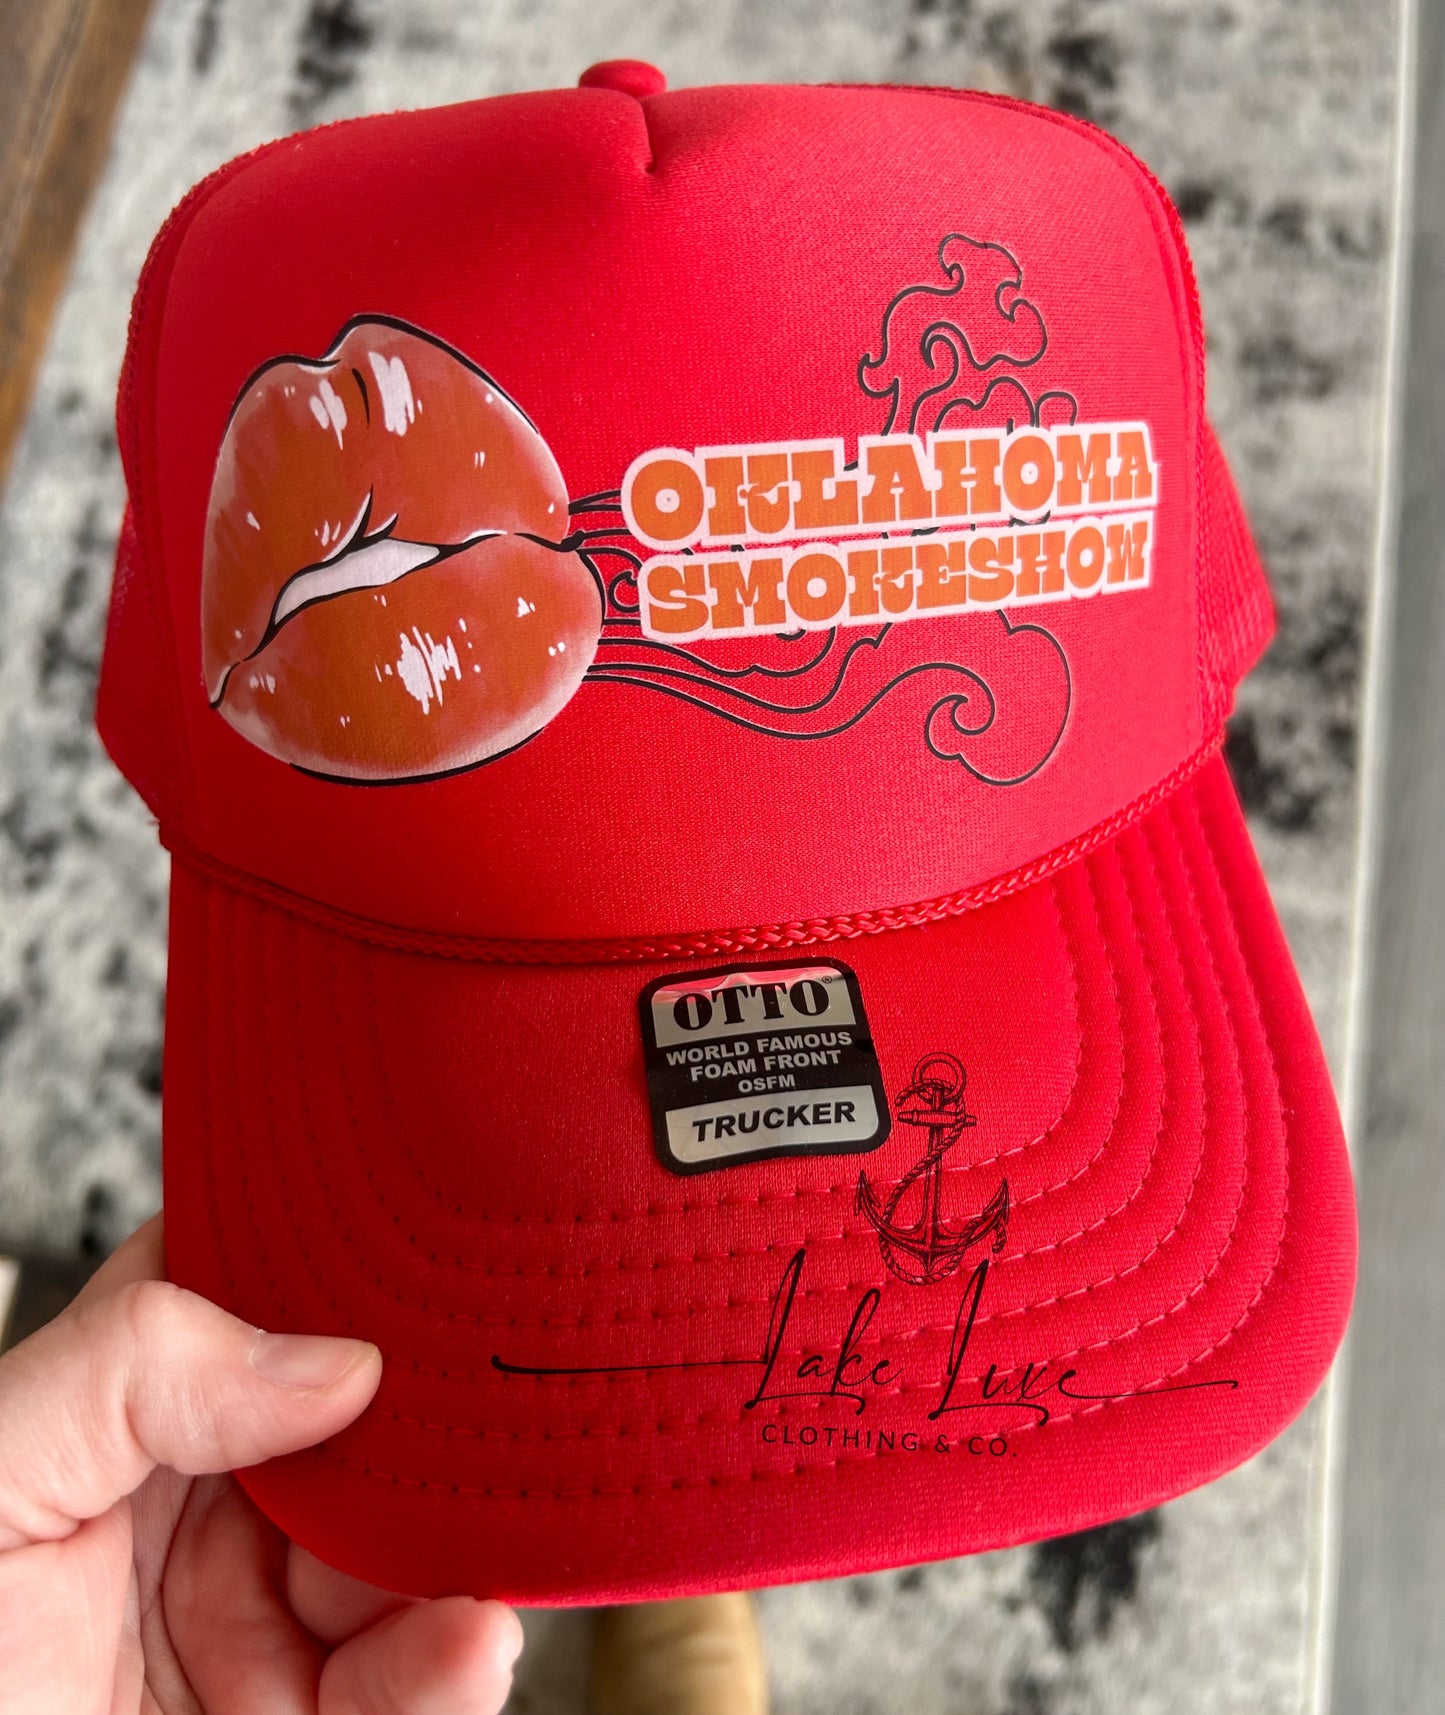 OKLAHOMA
SMOKESHOW
OTTO®
WORLD FAMOUS
FOAM FRONT
OSFM
TRUCKER
Lake Luxe
CLOTHING & CO.